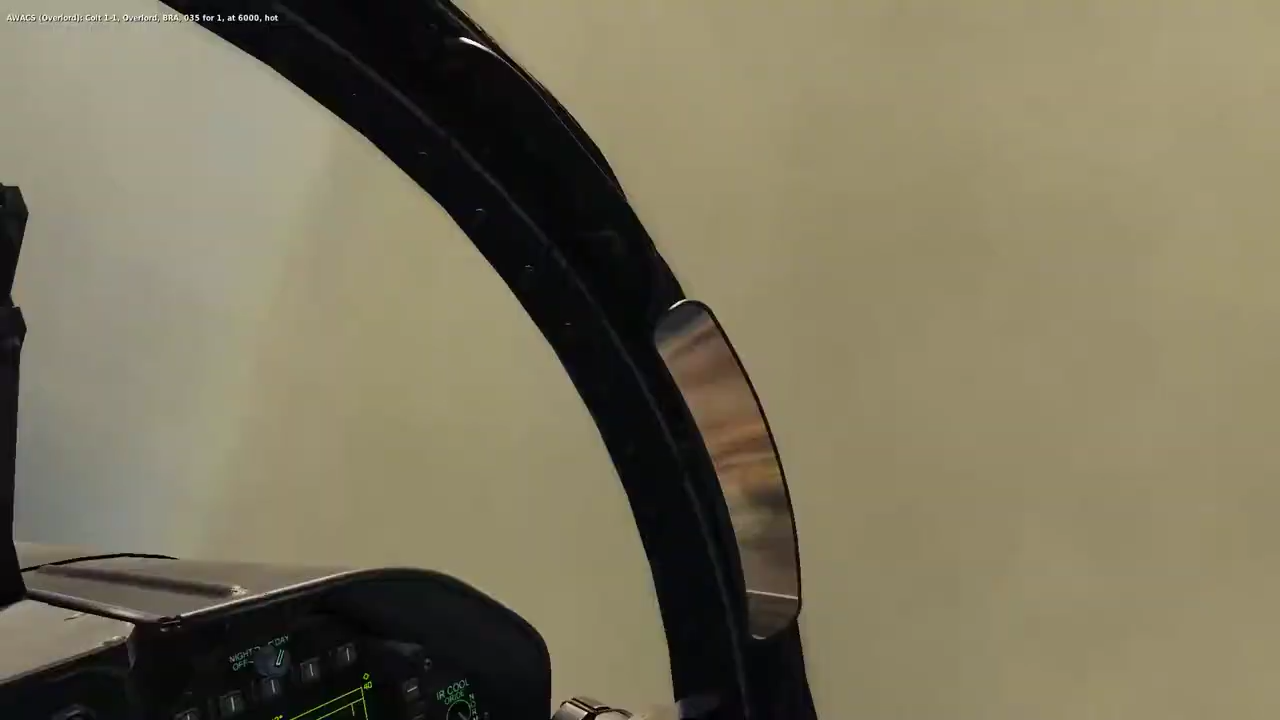 AWACS (Overlord): Colt 1-1, Overlord, BRA, 035 for 1, at 6000, hot
NIGHT DAY
OFF
40
IR COOL
ORIDE